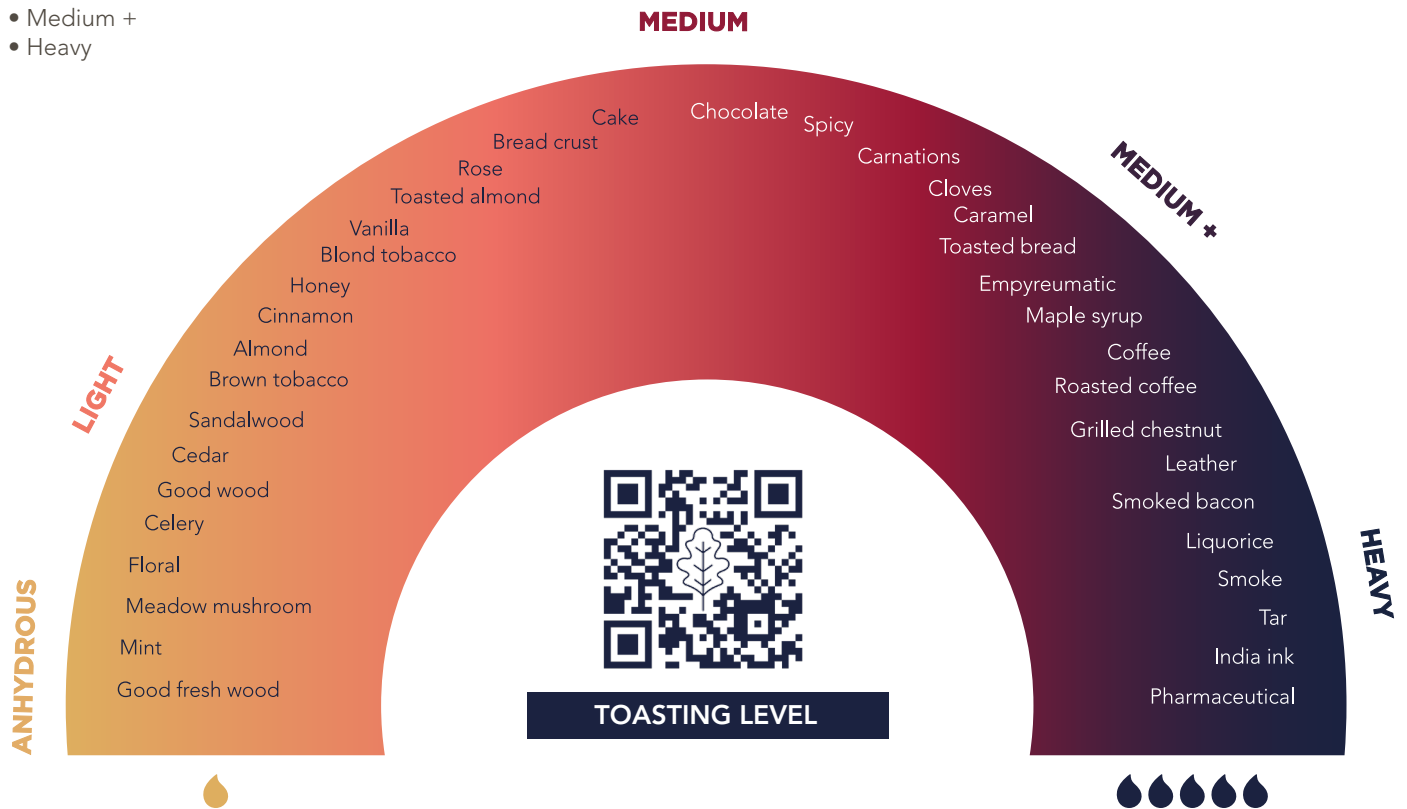 • Medium +
• Heavy
MEDIUM
MEDIUM +
LIGHT
HEAVY
ANHYDROUS
Good fresh wood
Mint
Meadow mushroom
Floral
Celery
Good wood
Cedar
Sandalwood
Brown tobacco
Almond
Cinnamon
Honey
Blond tobacco
Vanilla
Toasted almond
Rose
Bread crust
Cake
Chocolate
Spicy
Carnations
Cloves
Caramel
Toasted bread
Empyreumatic
Maple syrup
Coffee
Roasted coffee
Grilled chestnut
Leather
Smoked bacon
Liquorice
Smoke
Tar
India ink
Pharmaceutical
TOASTING LEVEL